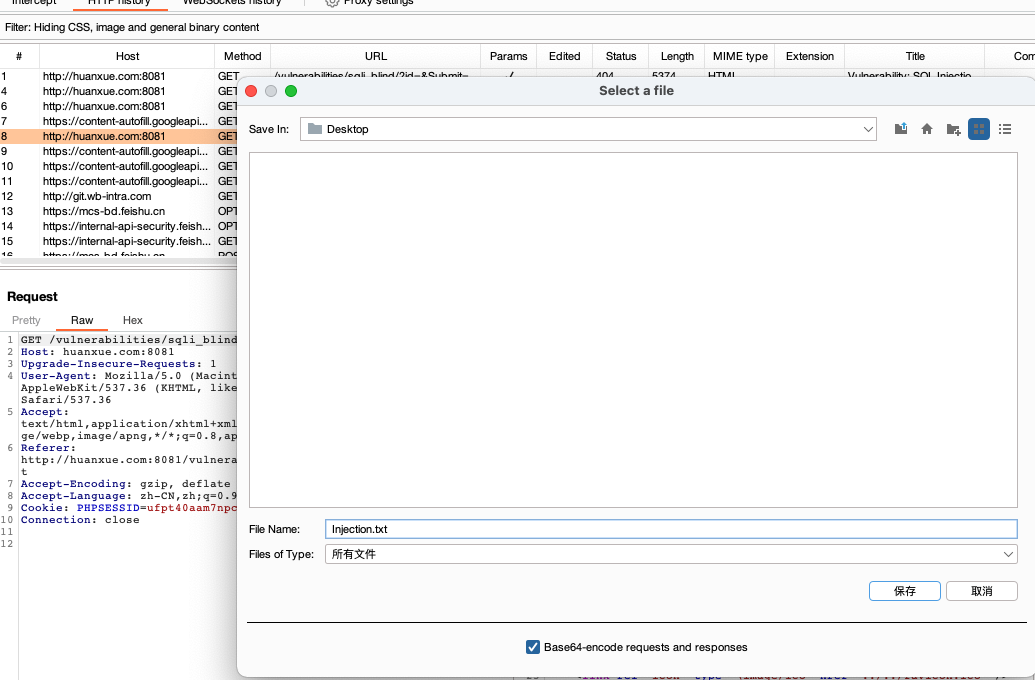 Intercept HTTP history WebSockets history Proxy settings
Filter: Hiding CSS, image and general binary content
# Host Method URL Params Edited Status Length MIME type Extension Title Com
1 http://huanxue.com:8081 GET /vulnerabilities/sqli_blind/?id=&Submit= ✓ 404 5374 HTML Vulnerability: SQL Injectio
4 http://huanxue.com:8081 GET
6 http://huanxue.com:8081 GET
7 https://content-autofill.googleapi... GET
8 http://huanxue.com:8081 GET
9 https://content-autofill.googleapi... GET
10 https://content-autofill.googleapi... GET
11 https://content-autofill.googleapi... GET
12 http://git.wb-intra.com GET
13 https://mcs-bd.feishu.cn OPT
14 https://internal-api-security.feish... OPT
15 https://internal-api-security.feish... GET
16 https://mcs-bd.feishu.cn POS
Select a file
Save In: Desktop
File Name: Injection.txt
Files of Type: 所有文件
保存 取消
Base64-encode requests and responses
Request
Pretty Raw Hex
1 GET /vulnerabilities/sqli_blind
2 Host: huanxue.com:8081
3 Upgrade-Insecure-Requests: 1
4 User-Agent: Mozilla/5.0 (Macint
AppleWebKit/537.36 (KHTML, like
Safari/537.36
5 Accept:
text/html,application/xhtml+xml
ge/webp,image/apng,*/*;q=0.8,ap
6 Referer:
http://huanxue.com:8081/vulnera
t
7 Accept-Encoding: gzip, deflate
8 Accept-Language: zh-CN,zh;q=0.9
9 Cookie: PHPSESSID=ufpt40aam7npc
10 Connection: close
11
12